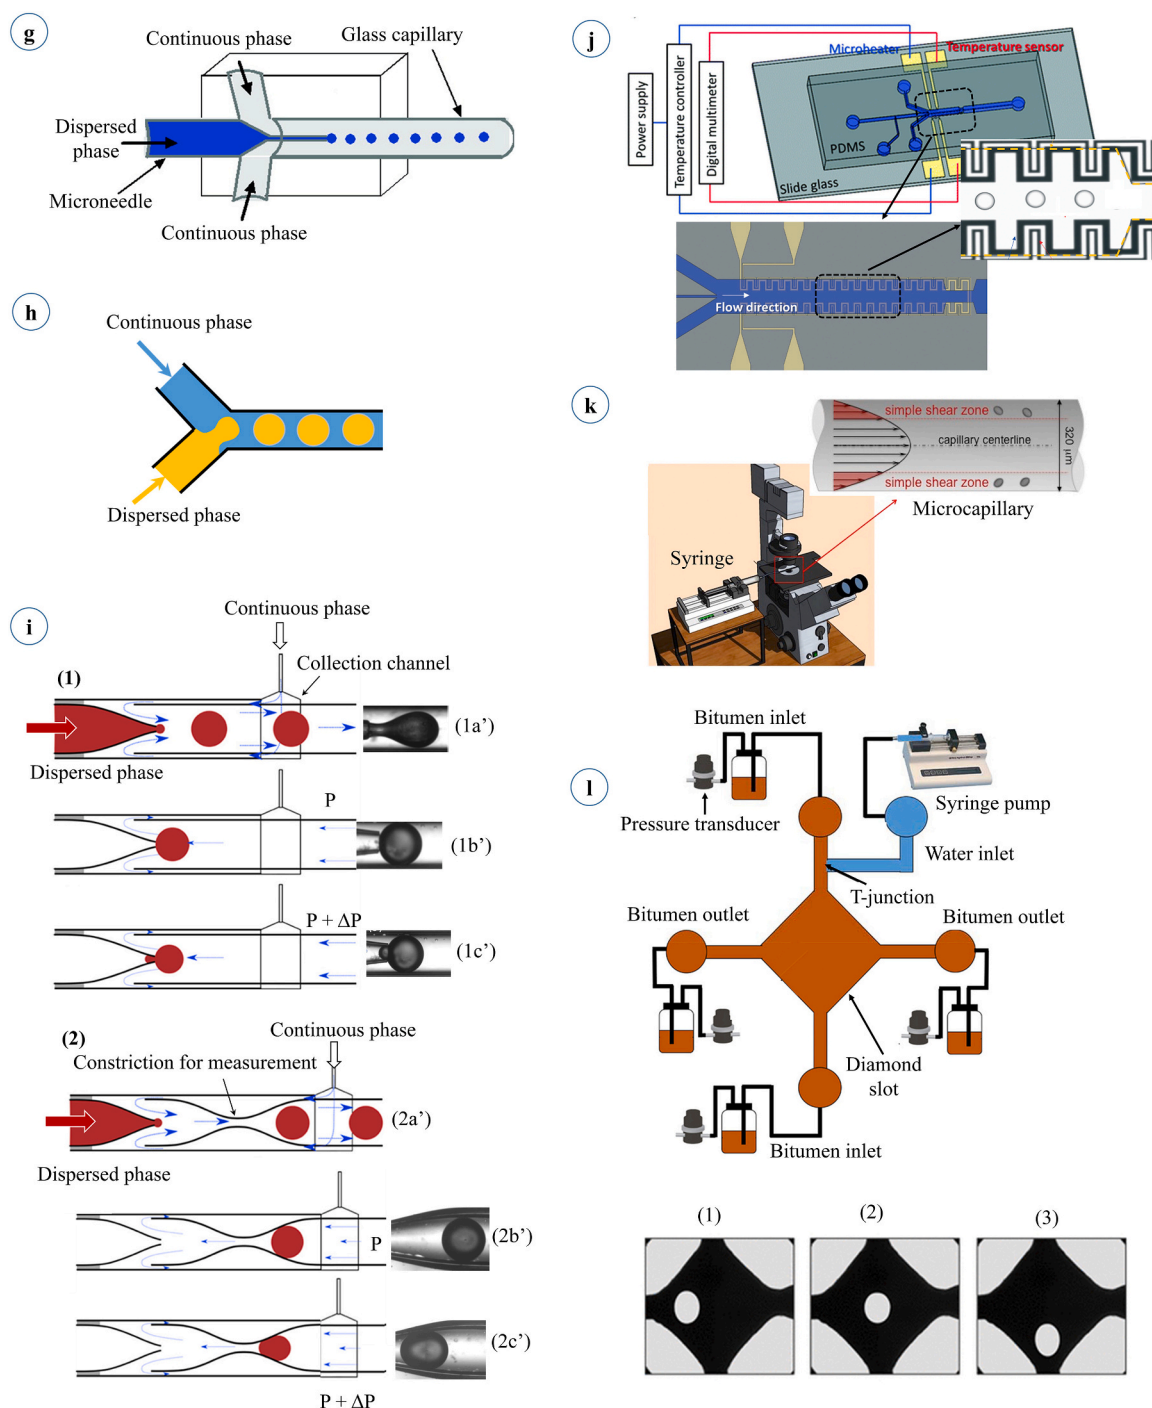 g
Continuous phase
Glass capillary
Dispersed
phase
Microneedle
Continuous phase
h
Continuous phase
Dispersed phase
i
Continuous phase
Collection channel
(1)
(1a’)
Dispersed phase
P
(1b’)
P + ΔP
(1c’)
(2)
Continuous phase
Constriction for measurement
(2a’)
Dispersed phase
P
(2b’)
(2c’)
P + ΔP
j
Power supply
Temperature controller
Digital multimeter
Microheater
Temperature sensor
PDMS
Slide glass
Flow direction
k
simple shear zone
capillary centerline
simple shear zone
320 μm
Microcapillary
Syringe
l
Bitumen inlet
Pressure transducer
Syringe pump
Water inlet
T-junction
Bitumen outlet
Bitumen outlet
Diamond
slot
Bitumen inlet
(1)
(2)
(3)